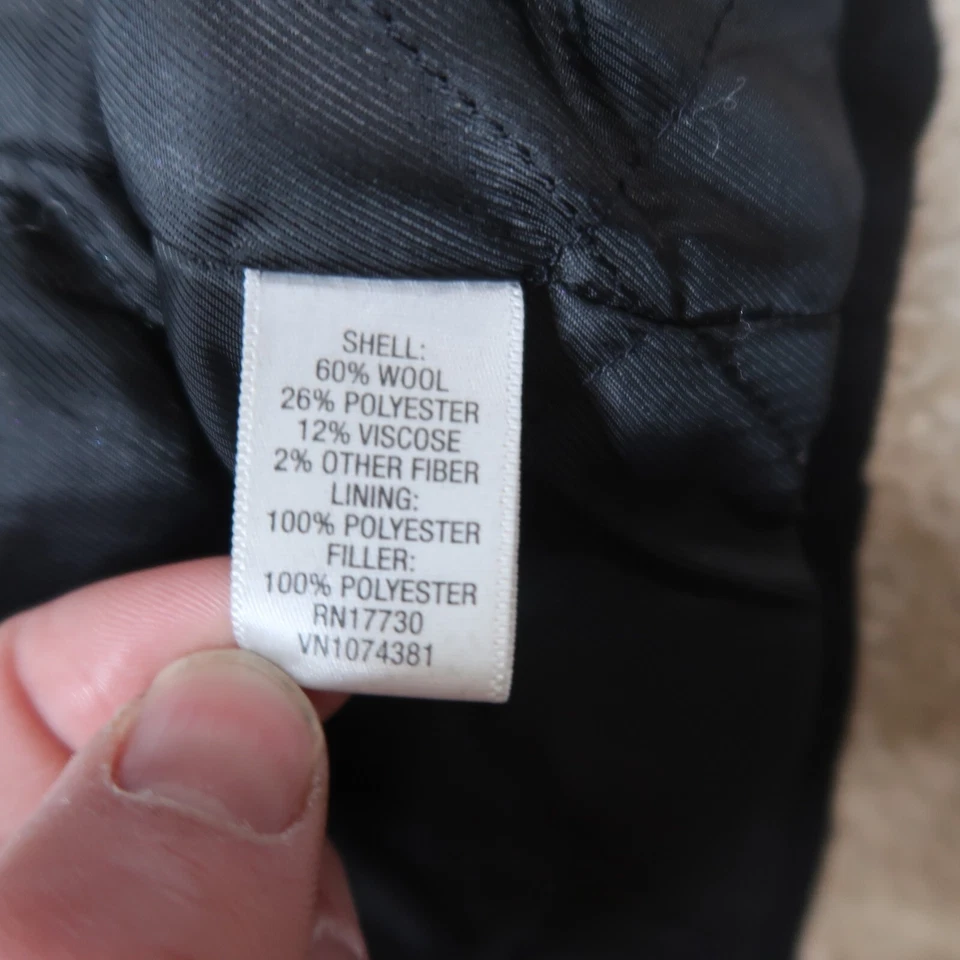 SHELL:
60% WOOL
26% POLYESTER
12% VISCOSE
2% OTHER FIBER
LINING:
100% POLYESTER
FILLER:
100% POLYESTER
RN17730
VN1074381